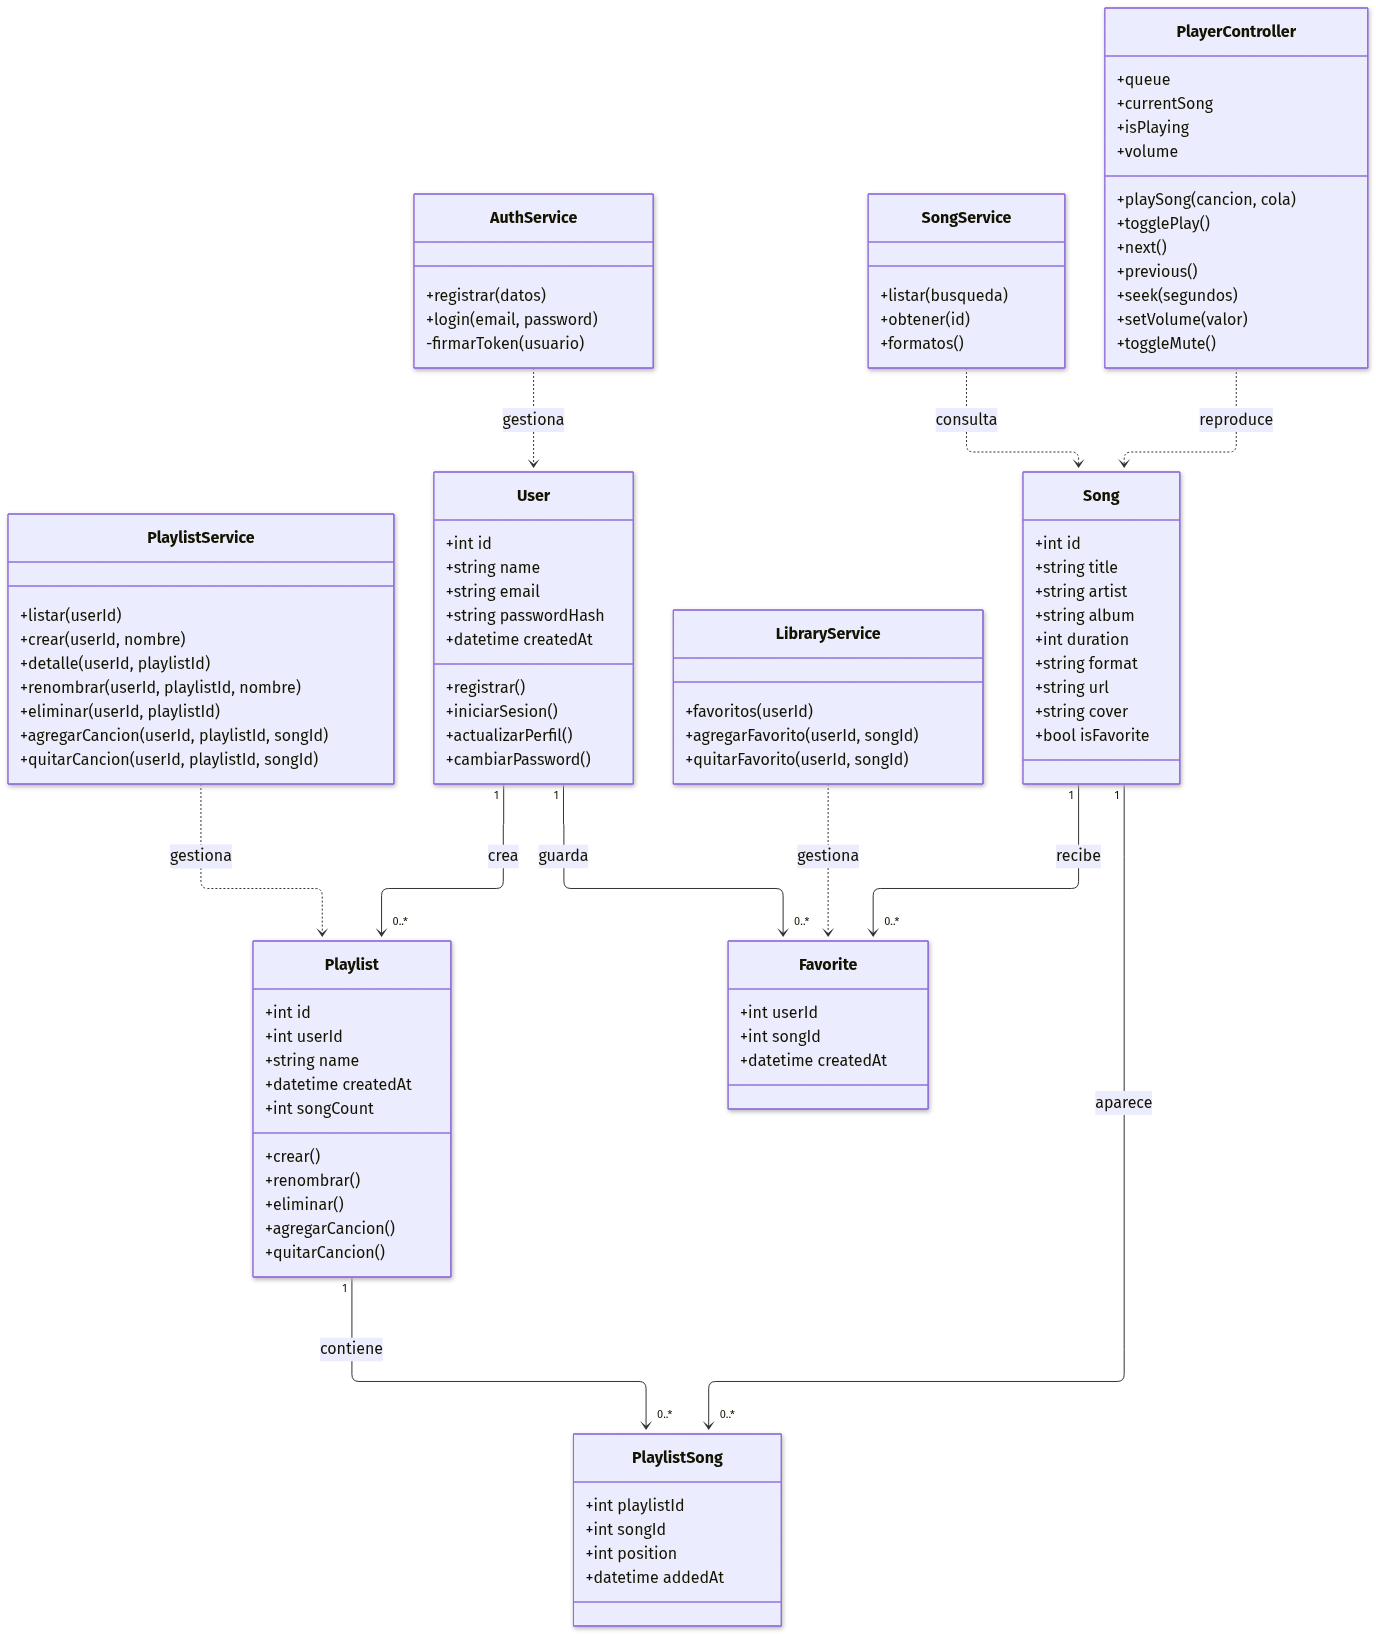 PlayerController
+queue
+currentSong
+isPlaying
+volume
+playSong(cancion, cola)
+togglePlay()
+next()
+previous()
+seek(segundos)
+setVolume(valor)
+toggleMute()
AuthService
+registrar(datos)
+login(email, password)
-firmarToken(usuario)
SongService
+listar(busqueda)
+obtener(id)
+formatos()
gestiona
consulta
reproduce
PlaylistService
+listar(userId)
+crear(userId, nombre)
+detalle(userId, playlistId)
+renombrar(userId, playlistId, nombre)
+eliminar(userId, playlistId)
+agregarCancion(userId, playlistId, songId)
+quitarCancion(userId, playlistId, songId)
User
+int id
+string name
+string email
+string passwordHash
+datetime createdAt
+registrar()
+iniciarSesion()
+actualizarPerfil()
+cambiarPassword()
LibraryService
+favoritos(userId)
+agregarFavorito(userId, songId)
+quitarFavorito(userId, songId)
Song
+int id
+string title
+string artist
+string album
+int duration
+string format
+string url
+string cover
+bool isFavorite
1
1
1
1
gestiona
crea
guarda
gestiona
recibe
0..*
0..*
0..*
Playlist
+int id
+int userId
+string name
+datetime createdAt
+int songCount
+crear()
+renombrar()
+eliminar()
+agregarCancion()
+quitarCancion()
Favorite
+int userId
+int songId
+datetime createdAt
aparece
1
contiene
0..*
0..*
PlaylistSong
+int playlistId
+int songId
+int position
+datetime addedAt